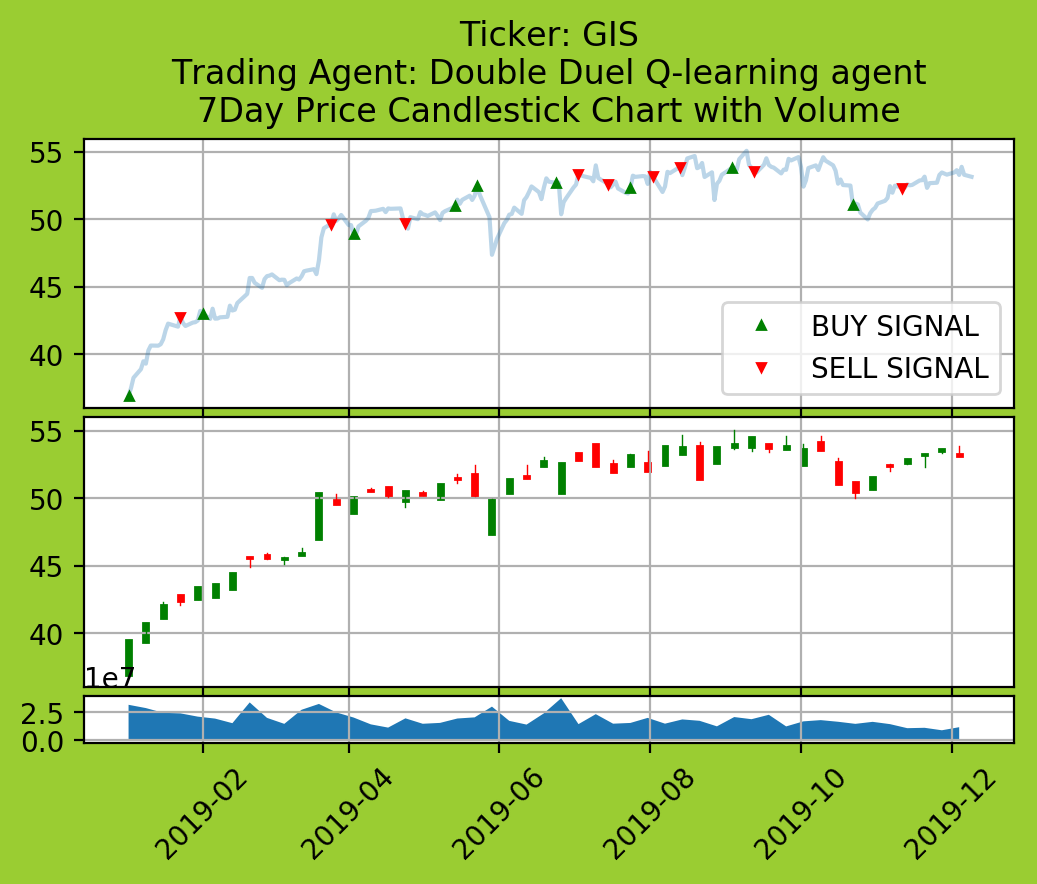 Ticker: GIS
Trading Agent: Double Duel Q-learning agent
7Day Price Candlestick Chart with Volume
55
50
45
40
BUY SIGNAL
SELL SIGNAL
55
50
45
40
1e7
2.5
0.0
2019-02
2019-04
2019-06
2019-08
2019-10
2019-12